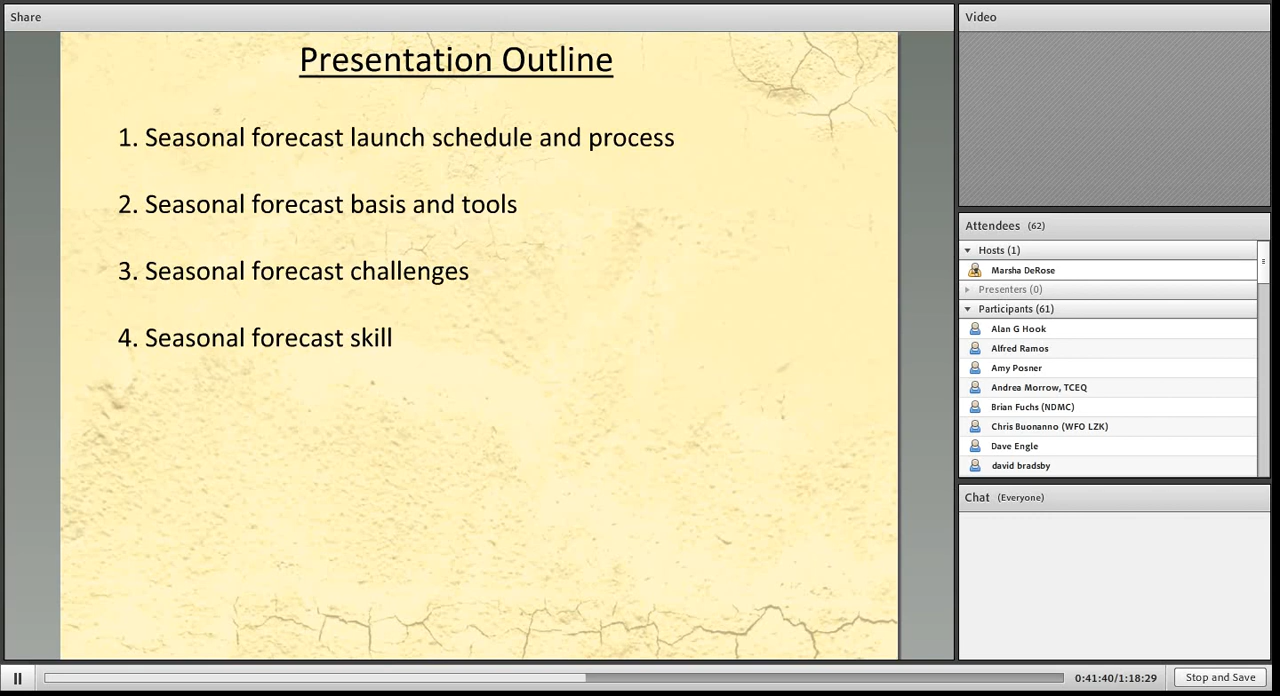 Share
Presentation Outline
1. Seasonal forecast launch schedule and process
2. Seasonal forecast basis and tools
3. Seasonal forecast challenges
4. Seasonal forecast skill
Video
Attendees (62)
Hosts (1)
Marsha DeRose
Presenters (0)
Participants (61)
Alan G Hook
Alfred Ramos
Amy Posner
Andrea Morrow, TCEQ
Brian Fuchs (NDMC)
Chris Buonanno (WFO LZK)
Dave Engle
david bradsby
Chat (Everyone)
0:41:40/1:18:29
Stop and Save